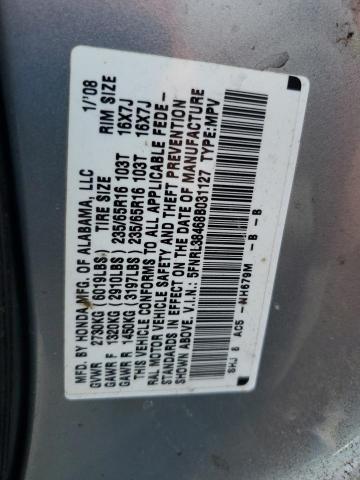 MFD. BY HONDA MFG. OF ALABAMA, LLC 1/'08
GVWR 2730KG (6019LBS) TIRE SIZE RIM SIZE
GAWR F 1320KG (2910LBS) 235/65R16 103T 16X7J
GAWR R 1450KG (3197LBS) 235/65R16 103T 16X7J
THIS VEHICLE CONFORMS TO ALL APPLICABLE FEDE-
RAL MOTOR VEHICLE SAFETY AND THEFT PREVENTION
STANDARDS IN EFFECT ON THE DATE OF MANUFACTURE
SHOWN ABOVE. V.I.N.: 5FNRL38468B031127 TYPE: MPV
SHJ 8 AC5 -NH679M -B -B